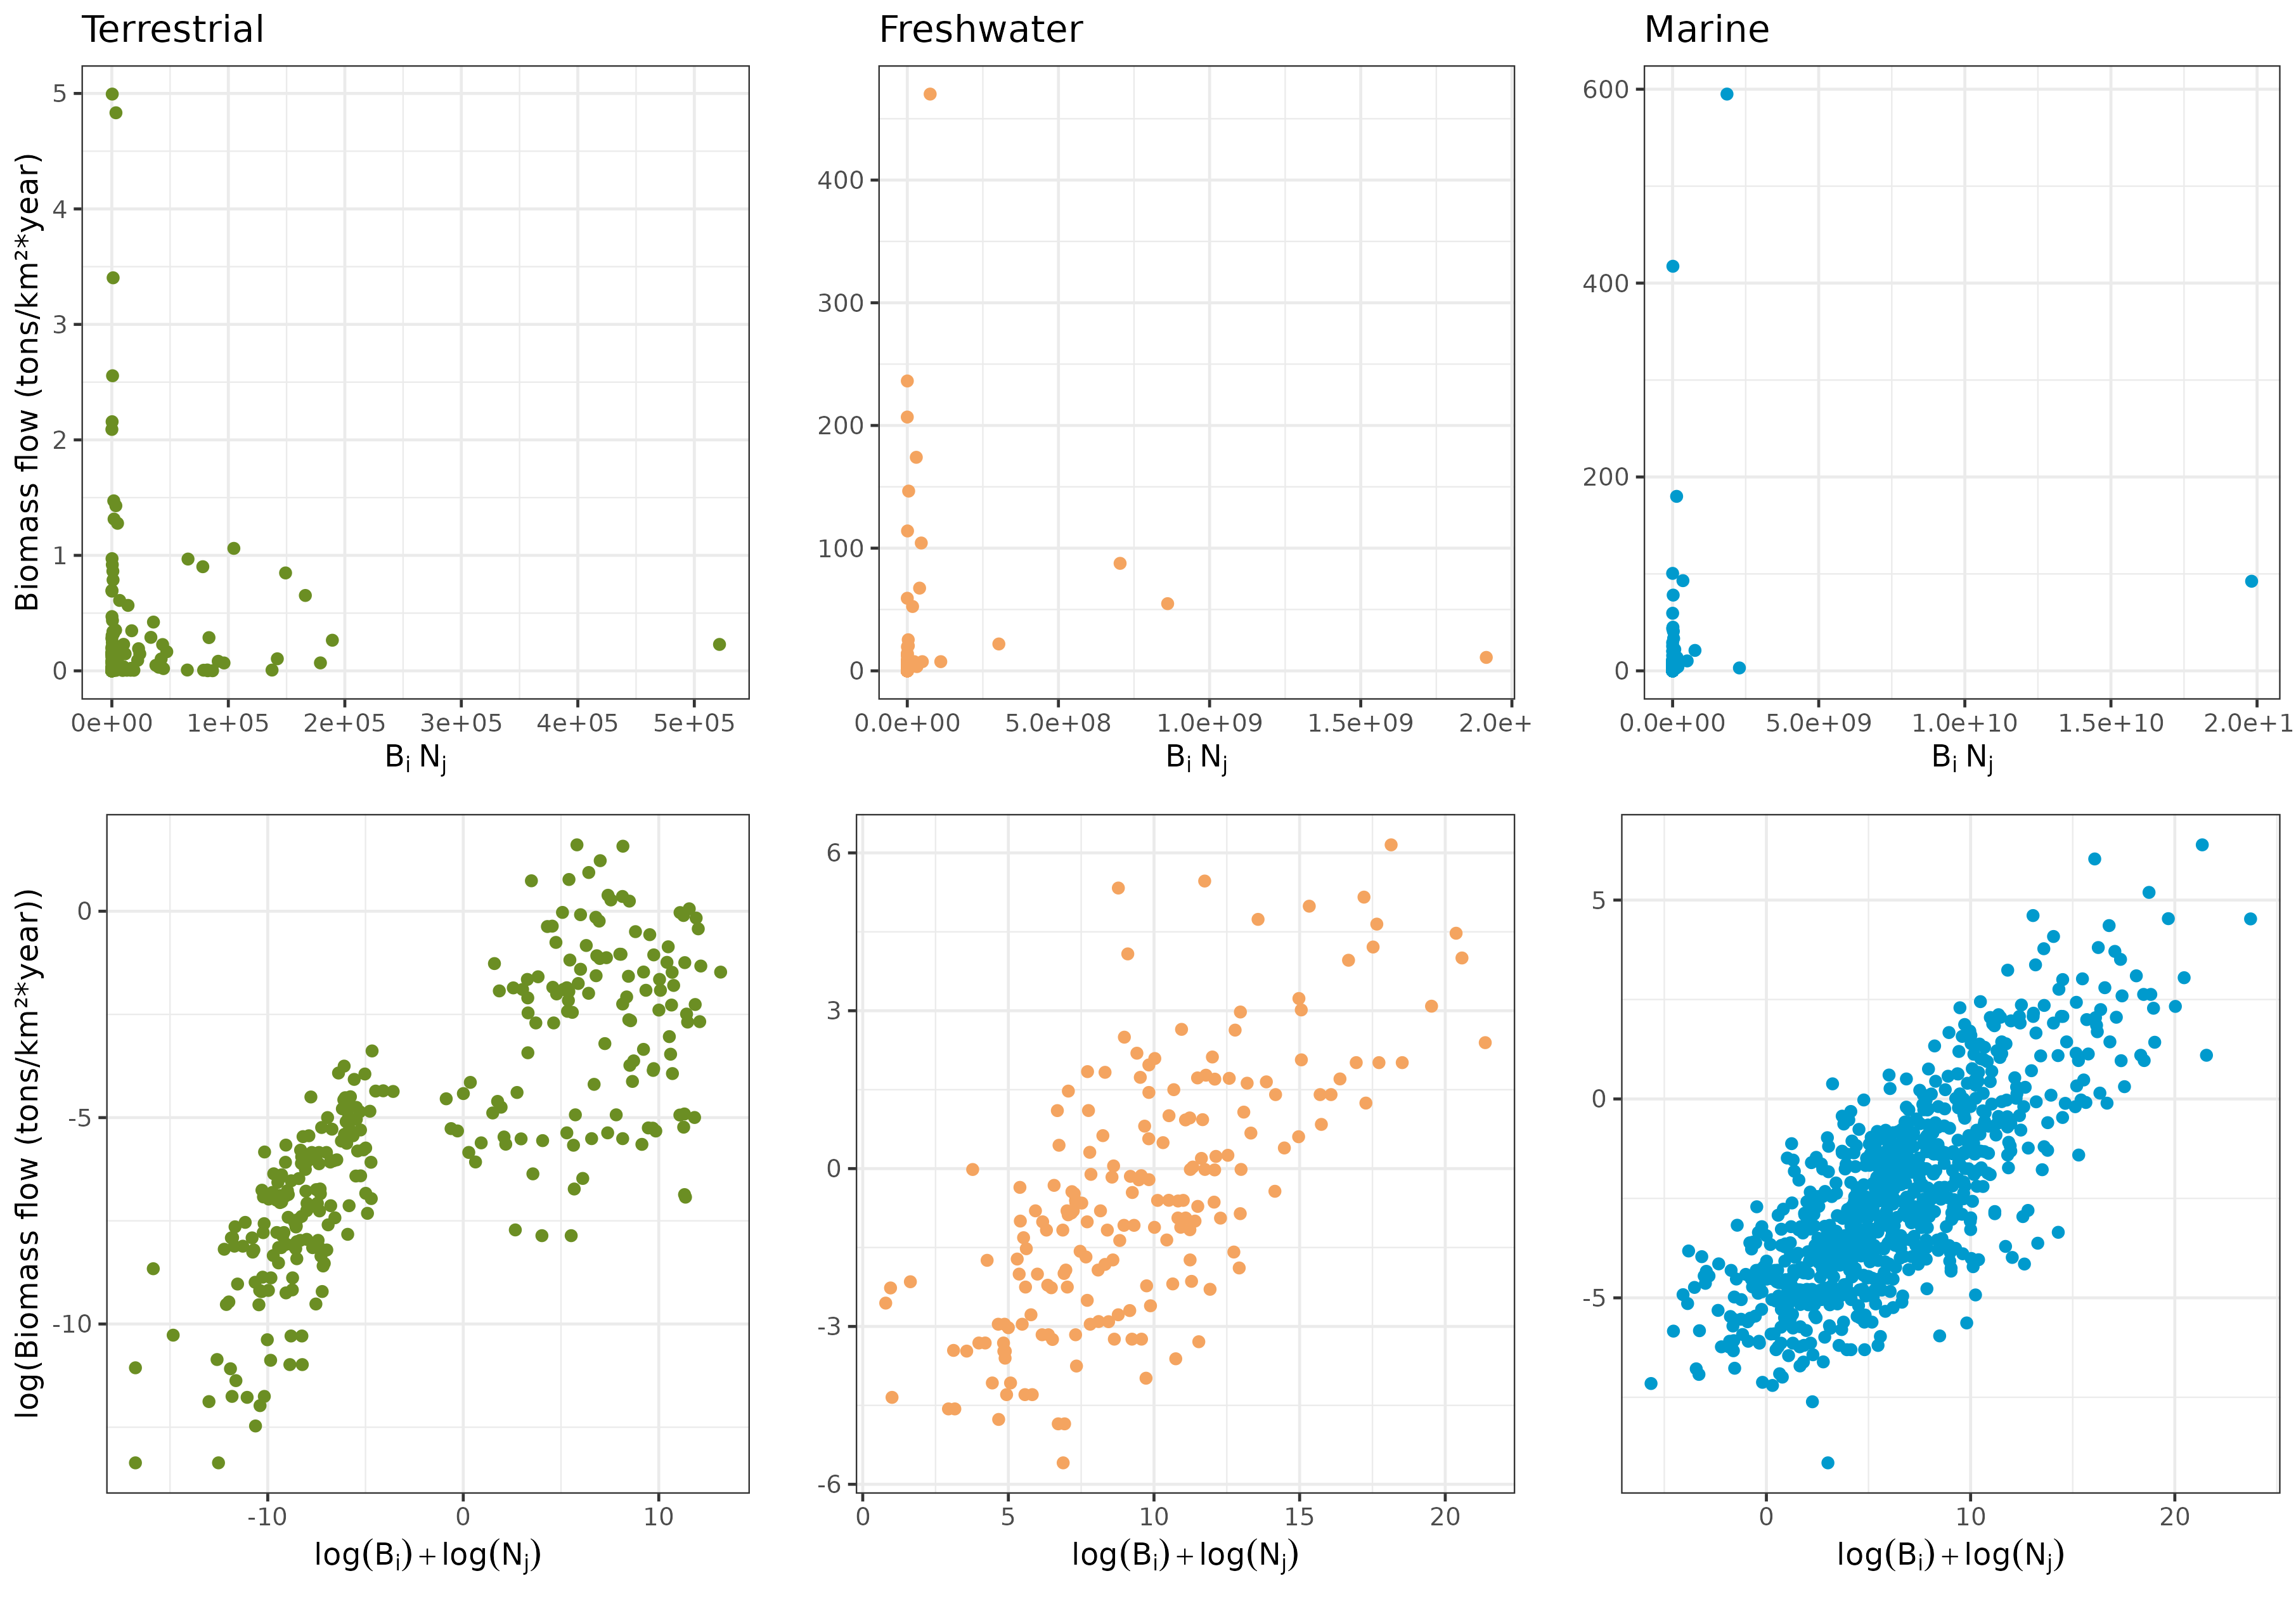 Terrestrial
Freshwater
Marine
Biomass flow (tons/km²*year)
5
4
3
2
1
0
0e+00 1e+05 2e+05 3e+05 4e+05 5e+05
Bi Nj
400
300
200
100
0
0.0e+00 5.0e+08 1.0e+09 1.5e+09 2.0e+
Bi Nj
600
400
200
0
0.0e+00 5.0e+09 1.0e+10 1.5e+10 2.0e+1
Bi Nj
log(Biomass flow (tons/km²*year))
0
-5
-10
-10 0 10
log(Bi)+log(Nj)
6
3
0
-3
-6
0 5 10 15 20
log(Bi)+log(Nj)
5
0
-5
0 10 20
log(Bi)+log(Nj)